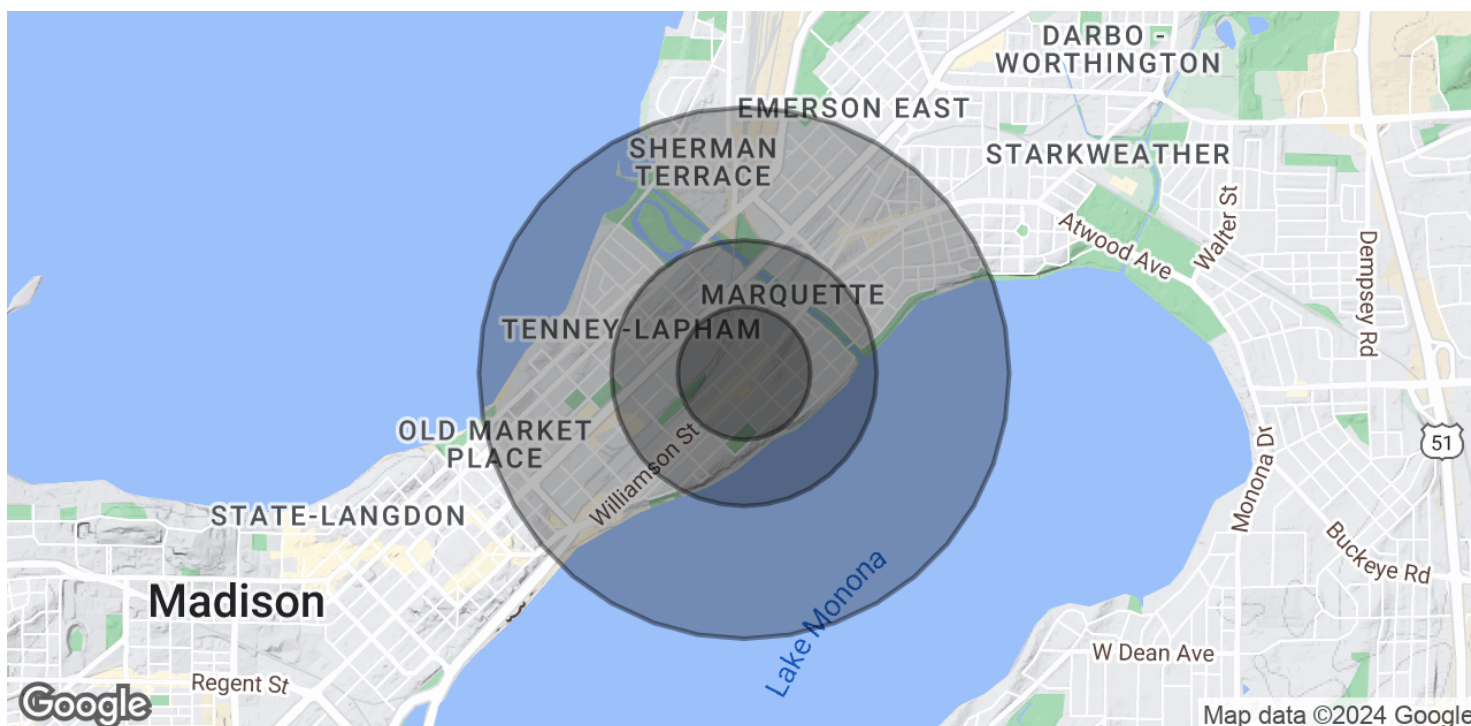 DARBO -
WORTHINGTON
EMERSON EAST
SHERMAN
TERRACE
STARKWEATHER
Walter St
Atwood Ave
Dempsey Rd
MARQUETTE
TENNEY-LAPHAM
OLD MARKET
PLACE
51
Williamson St
Monona Dr
STATE-LANGDON
Buckeye Rd
Madison
Lake Monona
W Dean Ave
Regent St
Google
Map data ©2024 Google